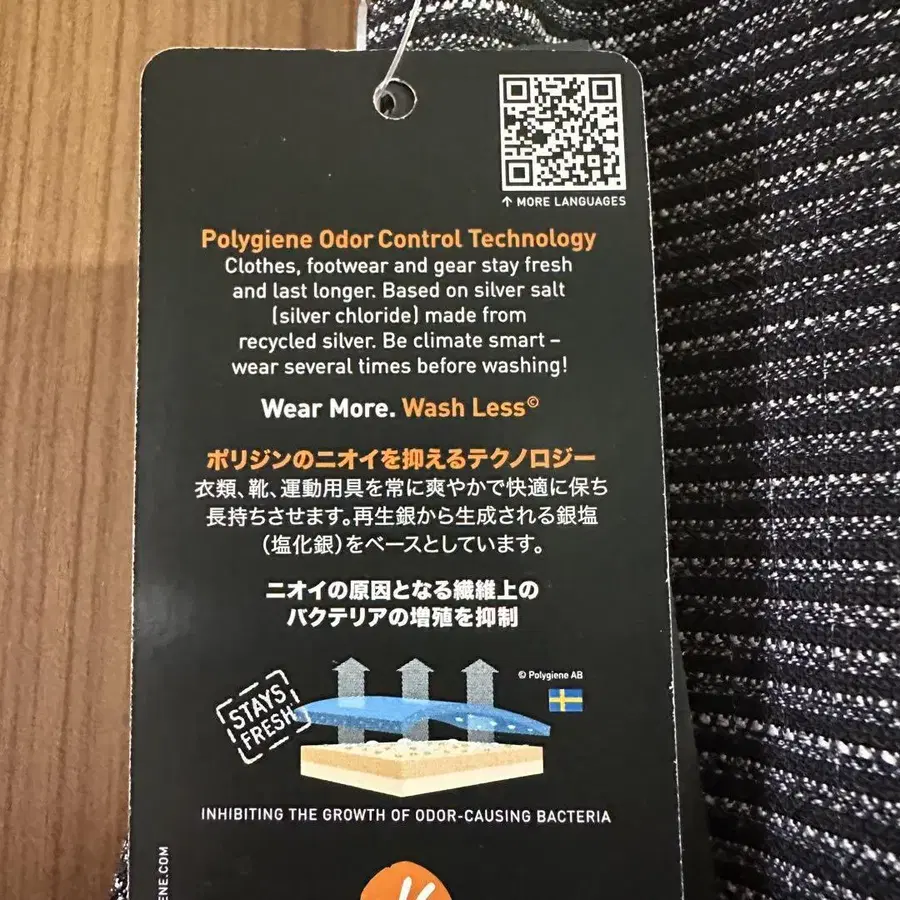 ↑ MORE LANGUAGES
Polygiene Odor Control Technology
Clothes, footwear and gear stay fresh
and last longer. Based on silver salt
(silver chloride) made from
recycled silver. Be climate smart –
wear several times before washing!
Wear More. Wash Less©
ポリジンのニオイを抑えるテクノロジー
衣類、靴、運動用具を常に爽やかで快適に保ち
長持ちさせます。再生銀から生成される銀塩
（塩化銀）をベースとしています。
ニオイの原因となる繊維上の
バクテリアの増殖を抑制
© Polygiene AB
STAYS
FRESH
INHIBITING THE GROWTH OF ODOR-CAUSING BACTERIA
ENE.COM